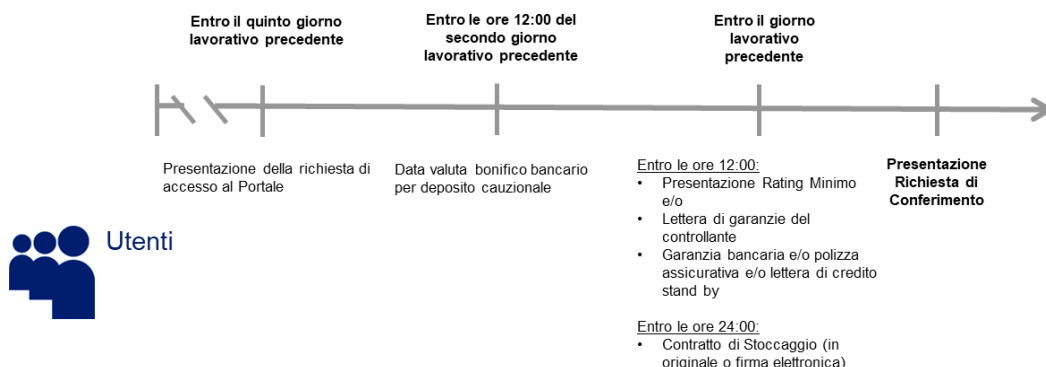 Entro il quinto giorno
lavorativo precedente
Entro le ore 12:00 del
secondo giorno
lavorativo precedente
Entro il giorno
lavorativo
precedente
Presentazione della richiesta di
accesso al Portale
Data valuta bonifico bancario
per deposito cauzionale
Entro le ore 12:00:
• Presentazione Rating Minimo
e/o
• Lettera di garanzie del
controllante
• Garanzia bancaria e/o polizza
assicurativa e/o lettera di credito
stand by
Entro le ore 24:00:
• Contratto di Stoccaggio (in
originale o firma elettronica)
Presentazione
Richiesta di
Conferimento
Utenti